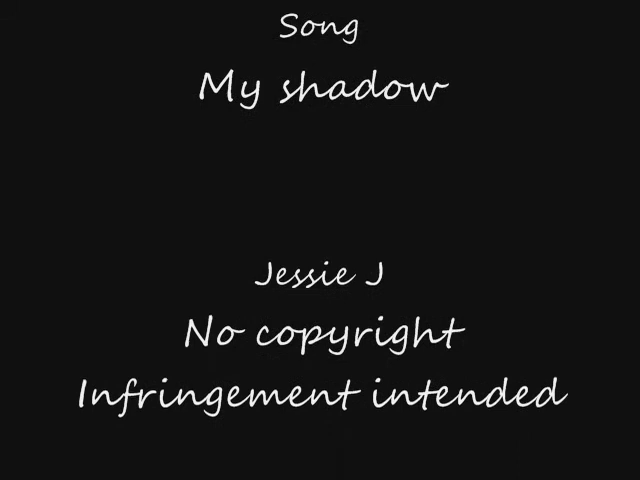 Song
My shadow
Jessie J
No copyright
Infringement intended